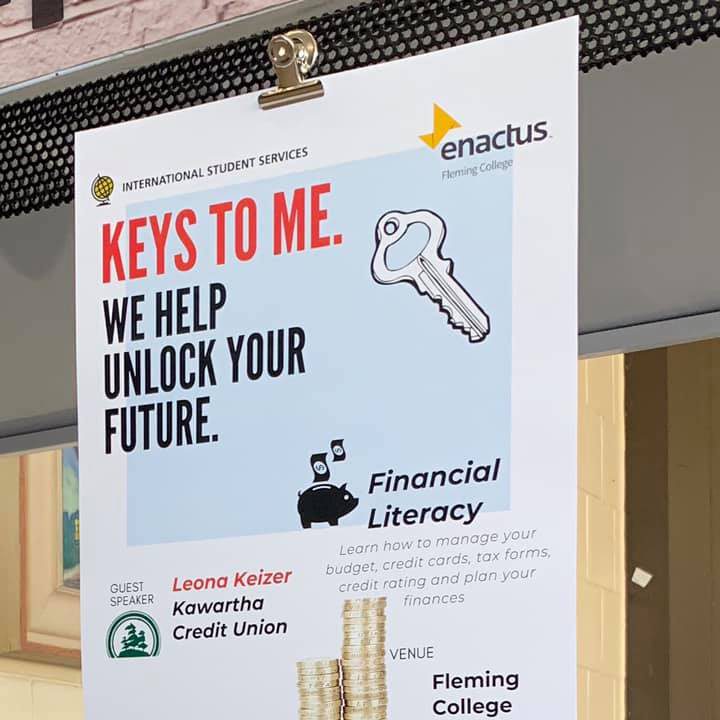 INTERNATIONAL STUDENT SERVICES
enactus
Fleming College
KEYS TO ME.
WE HELP
UNLOCK YOUR
FUTURE.
Financial
Literacy
Learn how to manage your
budget, credit cards, tax forms,
credit rating and plan your
finances
GUEST
SPEAKER
Leona Keizer
Kawartha
Credit Union
VENUE
Fleming
College